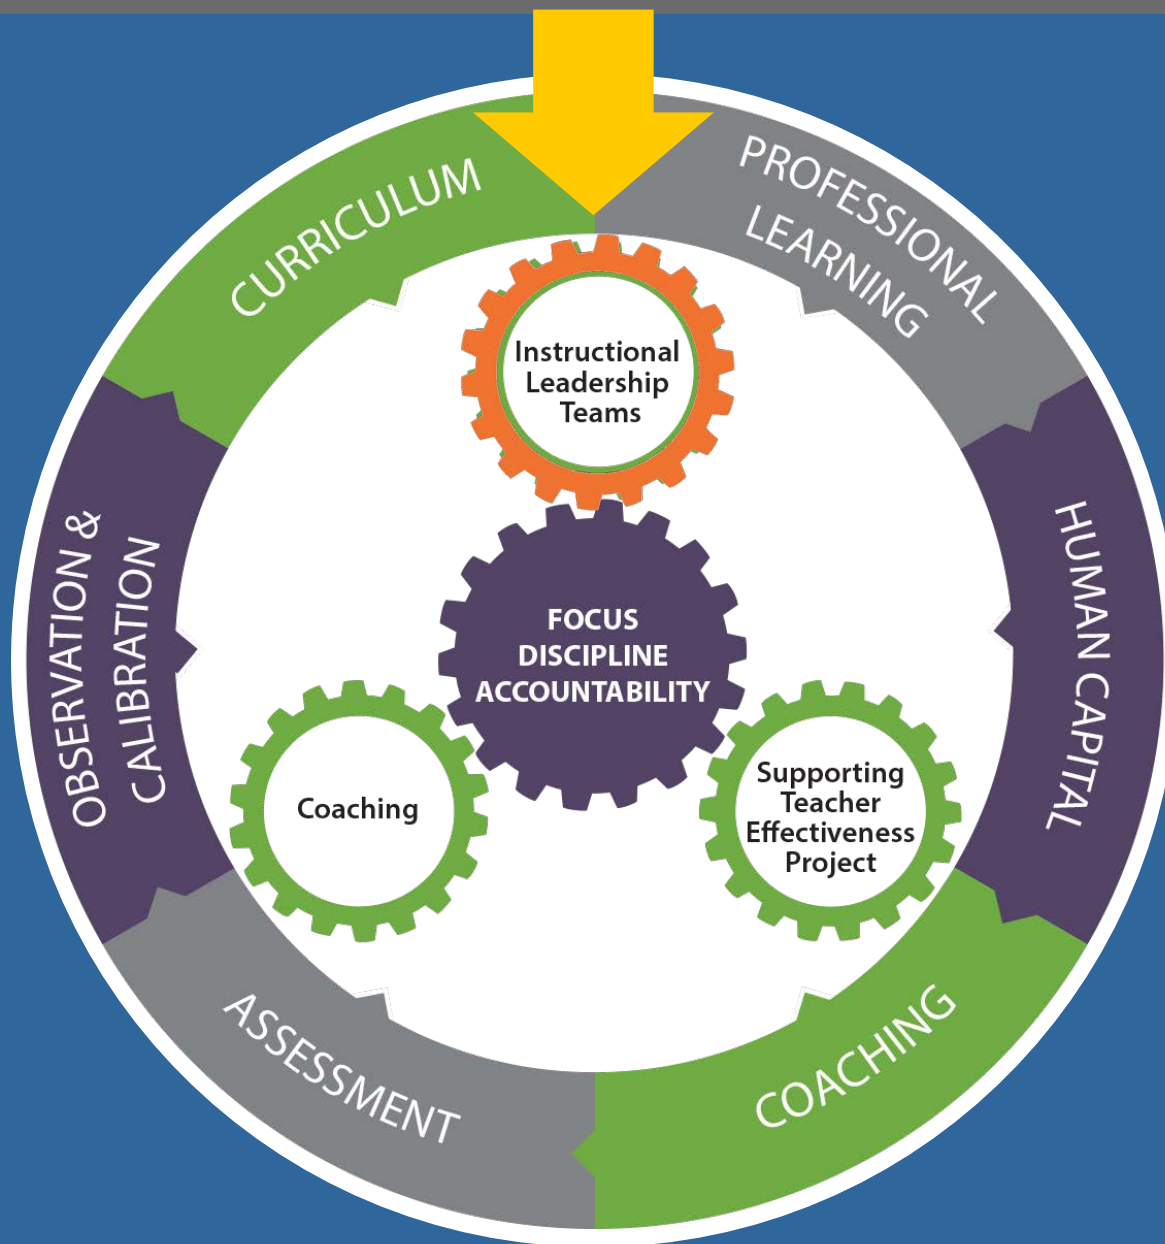 CURRICULUM
PROFESSIONAL
LEARNING
Instructional
Leadership
Teams
OBSERVATION &
CALIBRATION
FOCUS
DISCIPLINE
ACCOUNTABILITY
HUMAN CAPITAL
Coaching
Supporting
Teacher
Effectiveness
Project
ASSESSMENT
COACHING